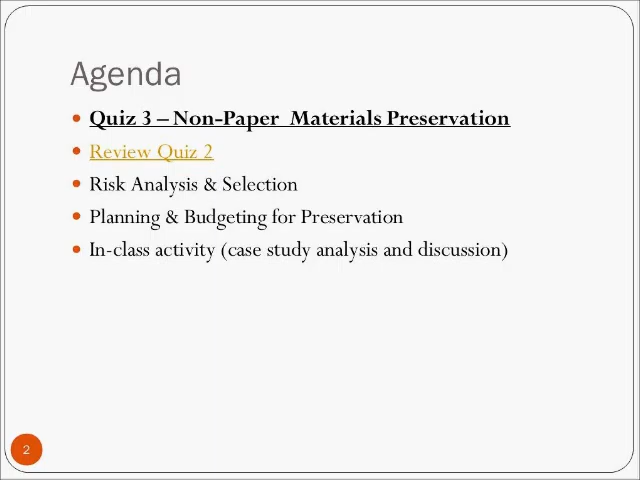 Agenda
• Quiz 3 – Non-Paper  Materials Preservation
• Review Quiz 2
• Risk Analysis & Selection
• Planning & Budgeting for Preservation
• In-class activity (case study analysis and discussion)
2